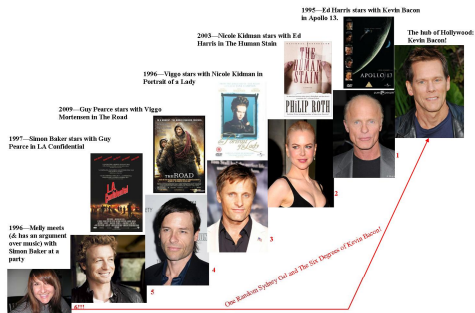 1995—Ed Harris stars with Kevin Bacon
in Apollo 13.
2003—Nicole Kidman stars with Ed
Harris in The Human Stain
The hub of Hollywood:
Kevin Bacon!
1996—Viggo stars with Nicole Kidman in
Portrait of a Lady
2009—Guy Pearce stars with Viggo
Mortensen in The Road
1997—Simon Baker stars with Guy
Pearce in LA Confidential
1996—Melly meets
(& has an argument
over music) with
Simon Baker at a
party
THE
HUMAN
STAIN
PHILIP ROTH
APOLLO 13
THE ROAD
L.A.
Confidential
1
2
3
4
5
6!!!
One Random Sydney Gal and The Six Degrees of Kevin Bacon!